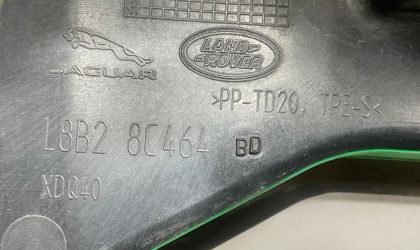 JAGUAR
LAND-
ROVER
>PP-TD20, TPE-S<
L8B2 8C464 BD
XDQ40